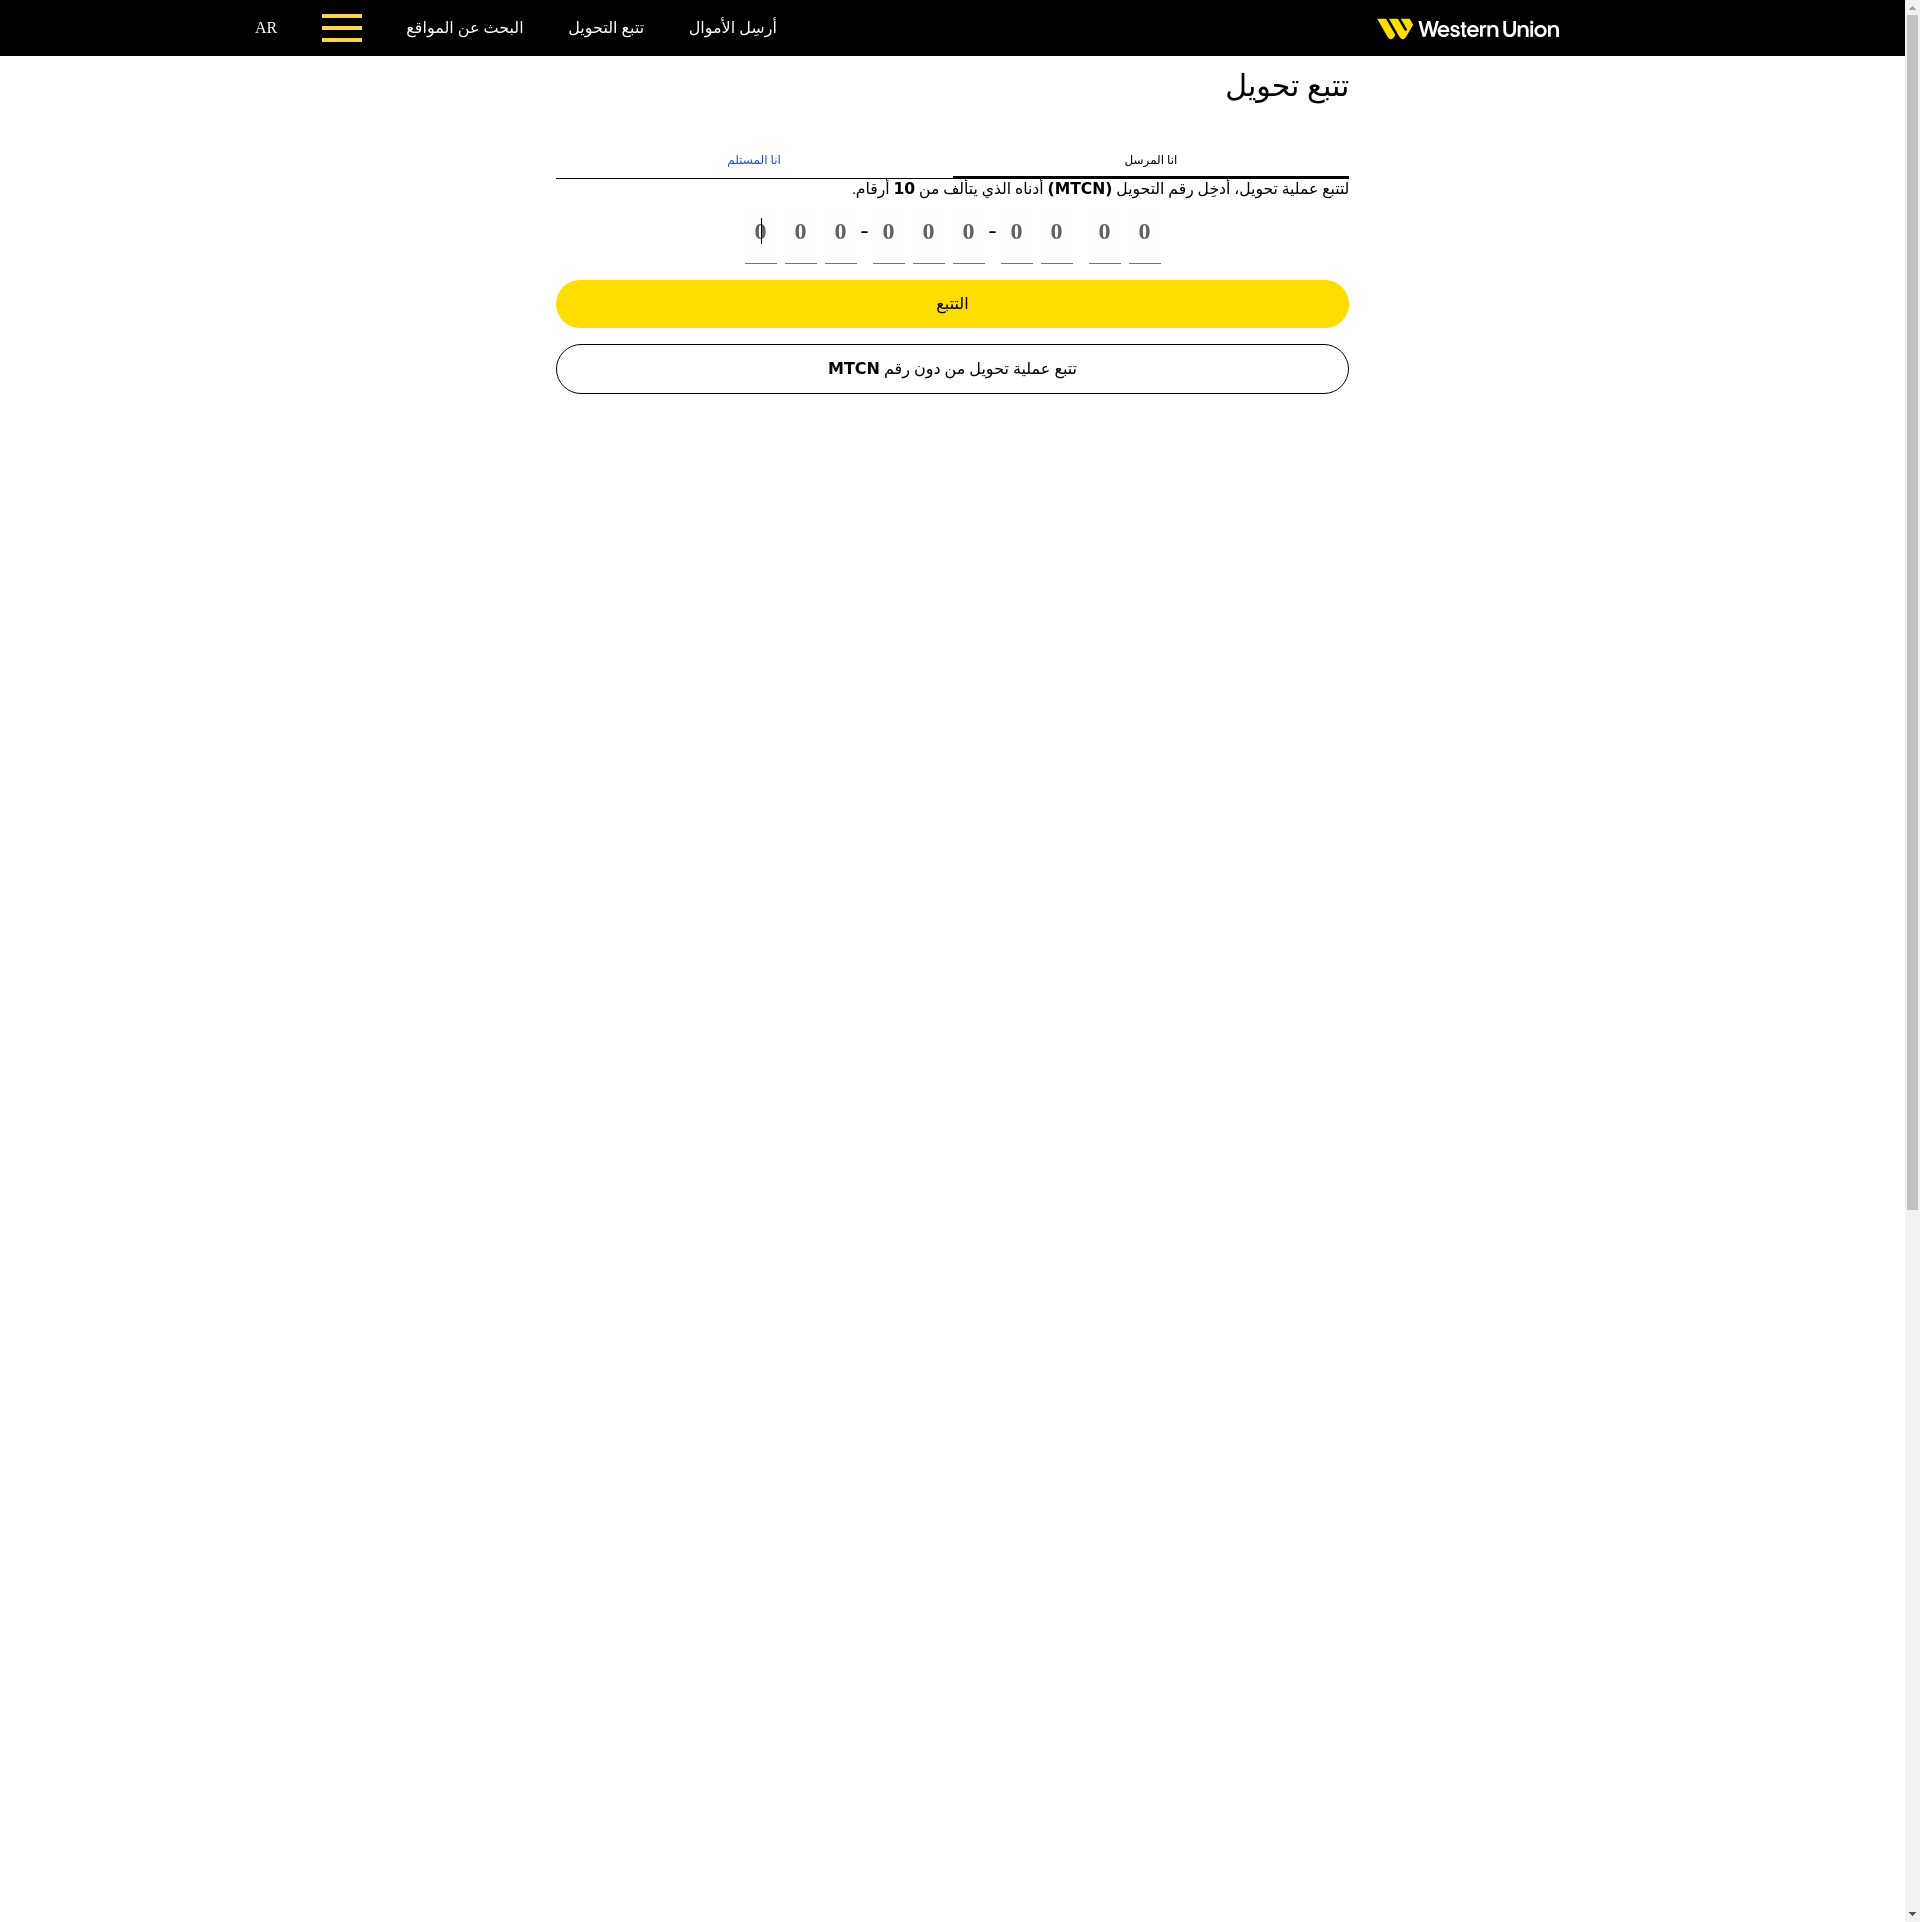 Western Union
أرسِل الأموال
تتبع التحويل
البحث عن المواقع
AR
تتبع تحويل
انا المرسل
انا المستلم
لتتبع عملية تحويل، أدخِل رقم التحويل (MTCN) أدناه الذي يتألف من 10 أرقام.
0 0 0 - 0 0 0 - 0 0 0 0
التتبع
تتبع عملية تحويل من دون رقم MTCN